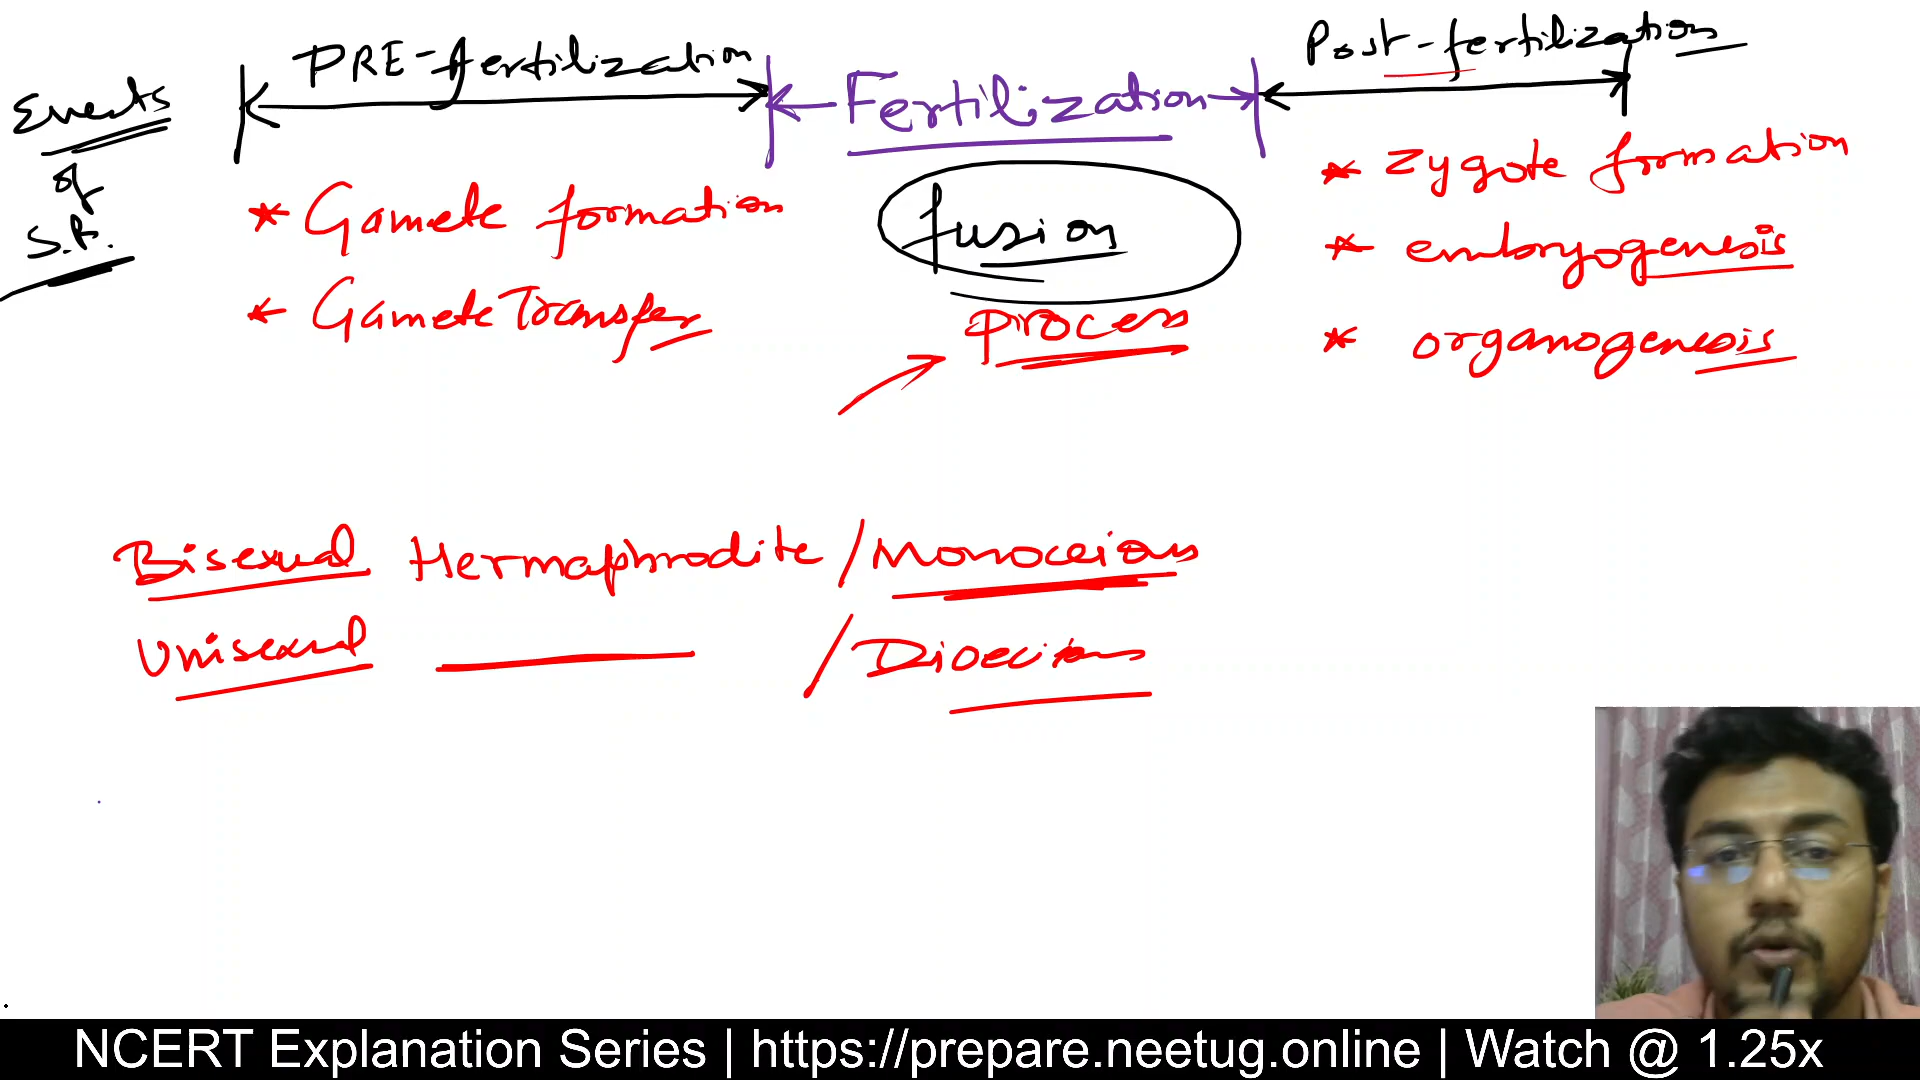 Events
of
S.R.
PRE-fertilization
Fertilization
Post-fertilization
* Gamete formation
* Gamete Transfer
fusion
process
* Zygote formation
* embryogenesis
* organogenesis
Bisexual Hermaphrodite / Monoceious
Unisexual / Dioecious
NCERT Explanation Series | https://prepare.neetug.online | Watch @ 1.25x